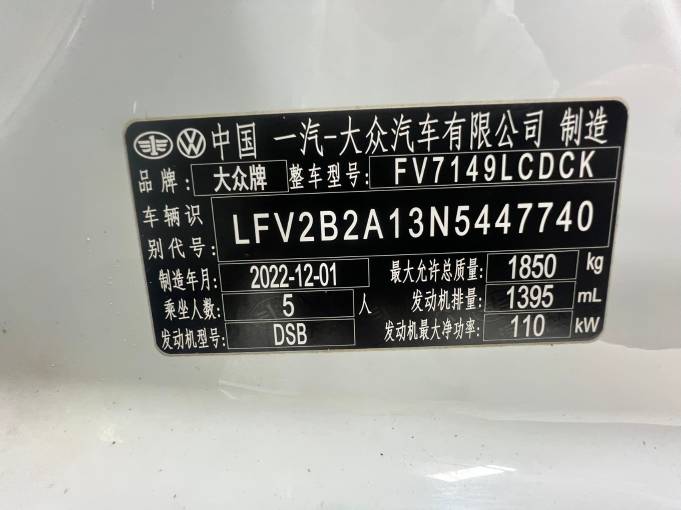 中国 一汽-大众汽车有限公司 制造
品牌: 大众牌 整车型号: FV7149LCDCK
车辆识别代号: LFV2B2A13N5447740
制造年月: 2022-12-01 最大允许总质量: 1850 kg
乘坐人数: 5 人 发动机排量: 1395 mL
发动机型号: DSB 发动机最大净功率: 110 kW